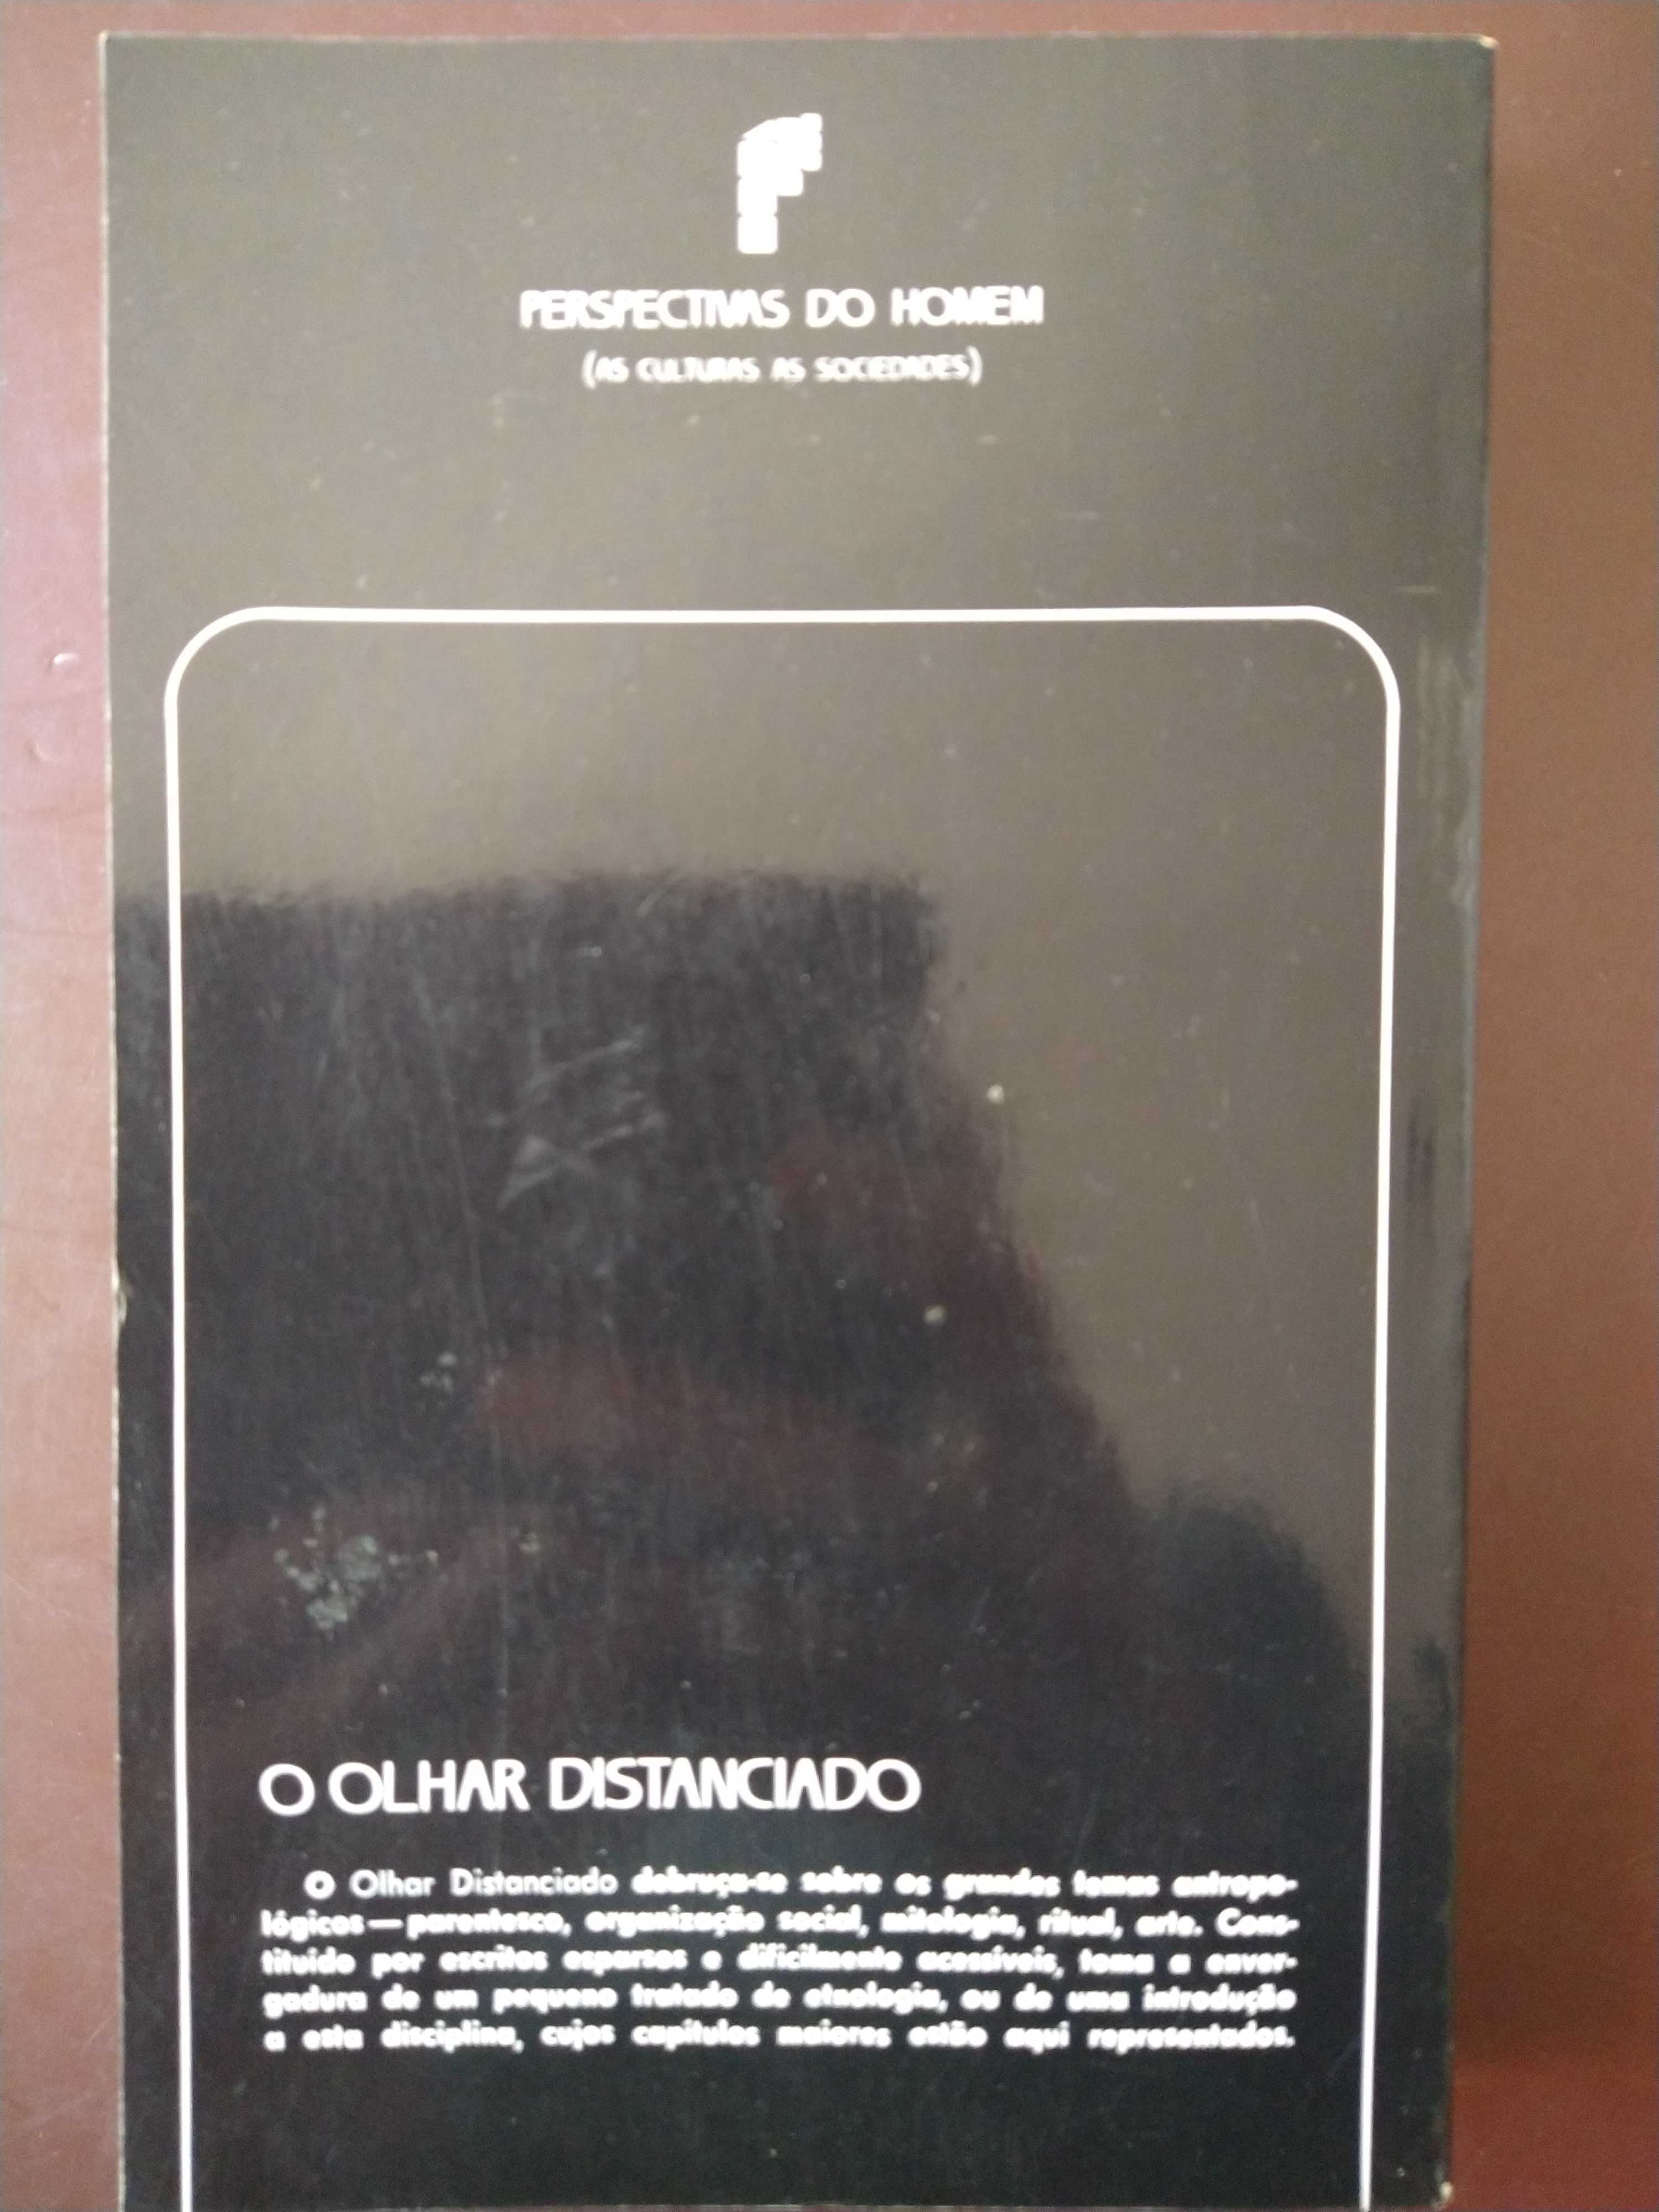 PERSPECTIVAS DO HOMEM
(AS CULTURAS AS SOCIEDADES)
O OLHAR DISTANCIADO
O Olhar Distanciado debruça-se sobre os grandes temas antropo-
lógicos — parentesco, organização social, mitologia, ritual, arte. Cons-
tituído por escritos esparsos e dificilmente acessíveis, toma a enver-
gadura de um pequeno tratado de etnologia, ou de uma introdução
a esta disciplina, cujos capítulos maiores estão aqui representados.